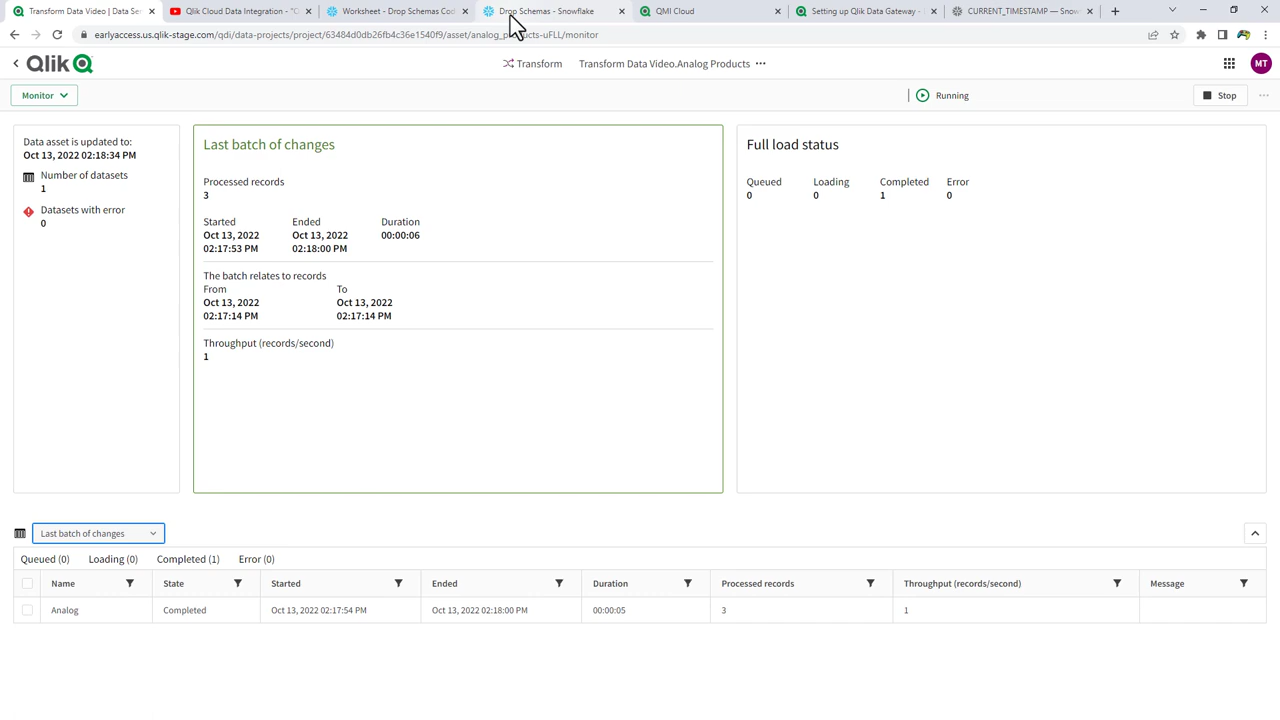 Transform Data Video | Data Ser
Qlik Cloud Data Integration - "C
Worksheet - Drop Schemas Cod
Drop Schemas - Snowflake
QMI Cloud
Setting up Qlik Data Gateway -
CURRENT_TIMESTAMP — Snow
earlyaccess.us.qlik-stage.com/qdi/data-projects/project/63484d0db26fb4c36e1540f9/asset/analog_products-uFLL/monitor
Qlik
Transform
Transform Data Video.Analog Products
MT
Monitor
Running
Stop
Data asset is updated to:
Oct 13, 2022 02:18:34 PM
Number of datasets
1
Datasets with error
0
Last batch of changes
Processed records
3
Started Ended Duration
Oct 13, 2022 Oct 13, 2022 00:00:06
02:17:53 PM 02:18:00 PM
The batch relates to records
From To
Oct 13, 2022 Oct 13, 2022
02:17:14 PM 02:17:14 PM
Throughput (records/second)
1
Full load status
Queued Loading Completed Error
0 0 1 0
Last batch of changes
Queued (0) Loading (0) Completed (1) Error (0)
Name State Started Ended Duration Processed records Throughput (records/second) Message
Analog Completed Oct 13, 2022 02:17:54 PM Oct 13, 2022 02:18:00 PM 00:00:05 3 1